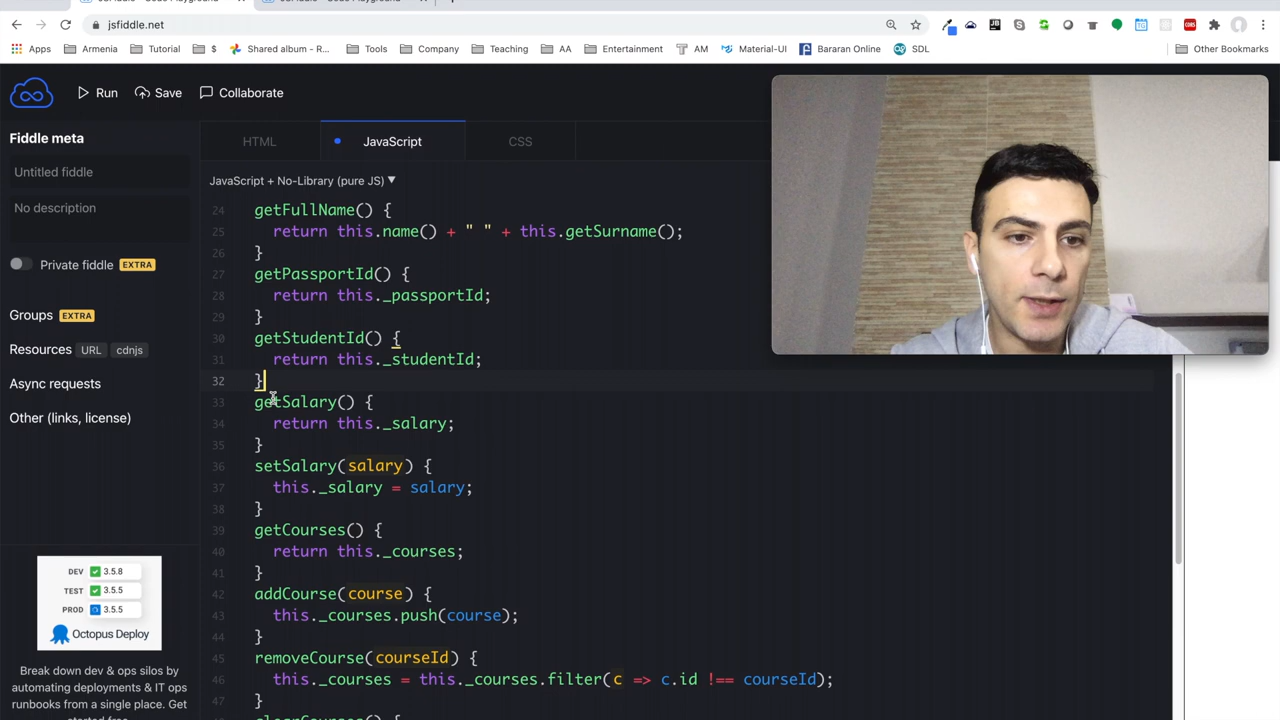 jsfiddle.net
Apps Armenia Tutorial $ Shared album - R... Tools Company Teaching AA Entertainment AM Material-UI Bararan Online SDL Other Bookmarks
Run Save Collaborate
Fiddle meta
Untitled fiddle
No description
Private fiddle EXTRA
Groups EXTRA
Resources URL cdnjs
Async requests
Other (links, license)
DEV 3.5.8
TEST 3.5.5
PROD 3.5.5
Octopus Deploy
Break down dev & ops silos by
automating deployments & IT ops
runbooks from a single place. Get
HTML JavaScript CSS
JavaScript + No-Library (pure JS) ▼
24 getFullName() {
25 return this.name() + " " + this.getSurname();
26 }
27 getPassportId() {
28 return this._passportId;
29 }
30 getStudentId() {
31 return this._studentId;
32 }
33 getSalary() {
34 return this._salary;
35 }
36 setSalary(salary) {
37 this._salary = salary;
38 }
39 getCourses() {
40 return this._courses;
41 }
42 addCourse(course) {
43 this._courses.push(course);
44 }
45 removeCourse(courseId) {
46 this._courses = this._courses.filter(c => c.id !== courseId);
47 }